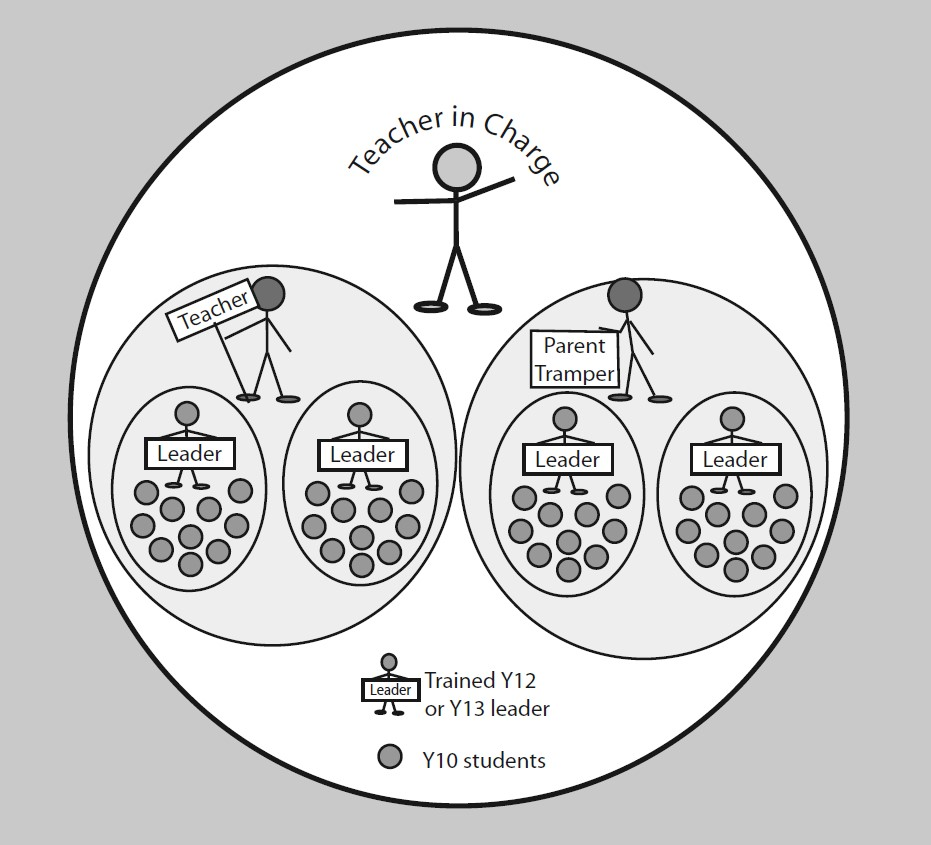 Teacher in Charge
Teacher
Parent
Tramper
Leader
Leader
Leader
Leader
Leader
Trained Y12
or Y13 leader
Y10 students